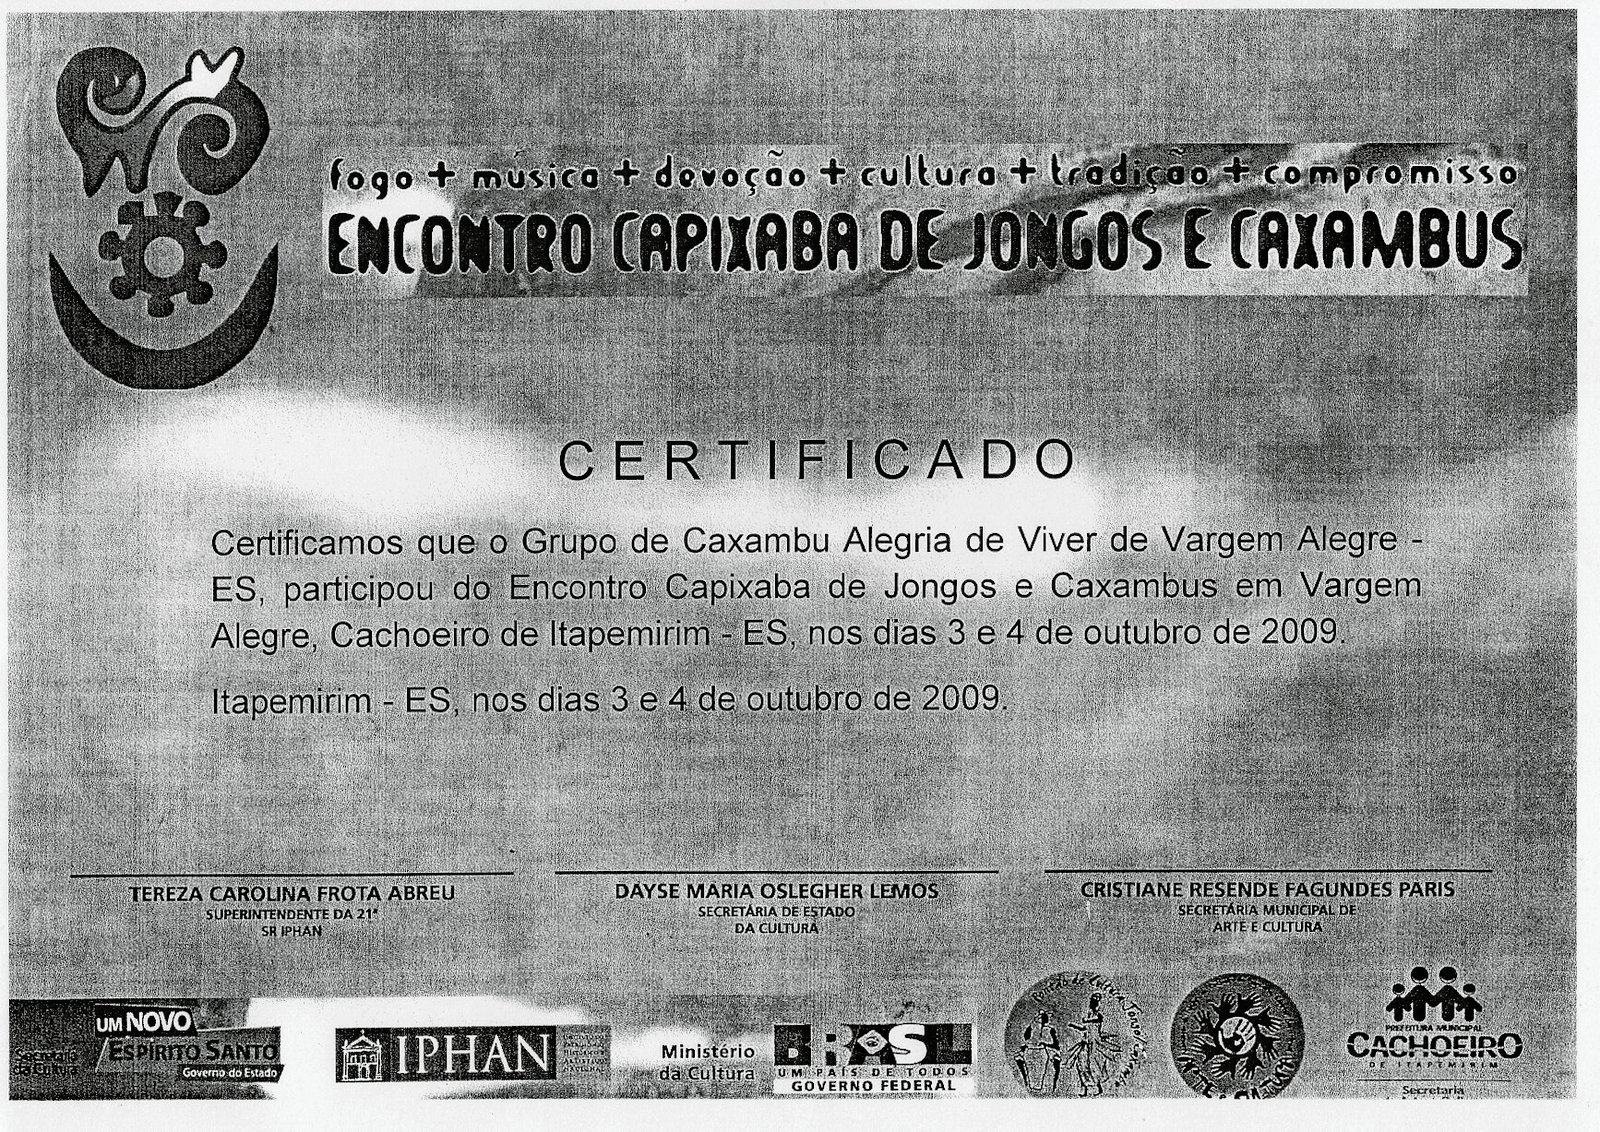 fogo + música + devoção + cultura + tradição + compromisso
ENCONTRO CAPIXABA DE JONGOS E CAXAMBUS
CERTIFICADO
Certificamos que o Grupo de Caxambu Alegria de Viver de Vargem Alegre -
ES, participou do Encontro Capixaba de Jongos e Caxambus em Vargem
Alegre, Cachoeiro de Itapemirim - ES, nos dias 3 e 4 de outubro de 2009.
Itapemirim - ES, nos dias 3 e 4 de outubro de 2009.
TEREZA CAROLINA FROTA ABREU
SUPERINTENDENTE DA 21ª
SR IPHAN
DAYSE MARIA OSLEGHER LEMOS
SECRETÁRIA DE ESTADO
DA CULTURA
CRISTIANE RESENDE FAGUNDES PARIS
SECRETÁRIA MUNICIPAL DE
ARTE E CULTURA
Secretaria
da Cultura
UM NOVO
ESPÍRITO SANTO
Governo do Estado
IPHAN
Ministério
da Cultura
BRASIL
UM PAÍS DE TODOS
GOVERNO FEDERAL
PREFEITURA MUNICIPAL
CACHOEIRO
DE ITAPEMIRIM
Secretaria